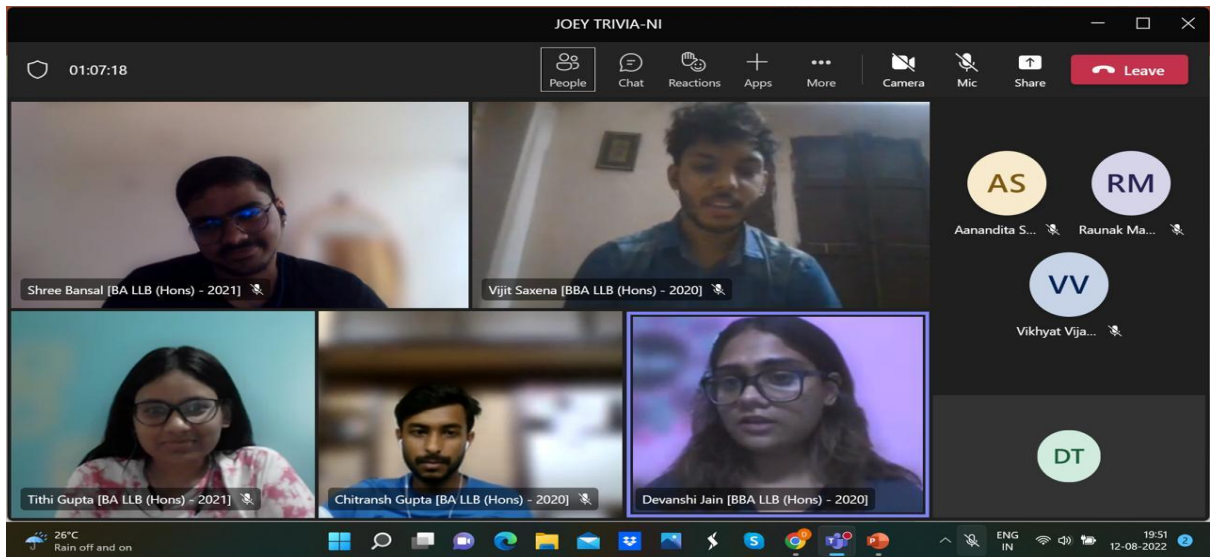 JOEY TRIVIA-NI
01:07:18
People
Chat
Reactions
Apps
More
Camera
Mic
Share
Leave
Shree Bansal [BA LLB (Hons) - 2021]
Vijit Saxena [BBA LLB (Hons) - 2020]
AS
RM
Aanandita S...
Raunak Ma...
VV
Vikhyat Vija...
Tithi Gupta [BA LLB (Hons) - 2021]
Chitransh Gupta [BA LLB (Hons) - 2020]
Devanshi Jain [BBA LLB (Hons) - 2020]
DT
26°C
Rain off and on
ENG
IN
19:51
12-08-2022
2